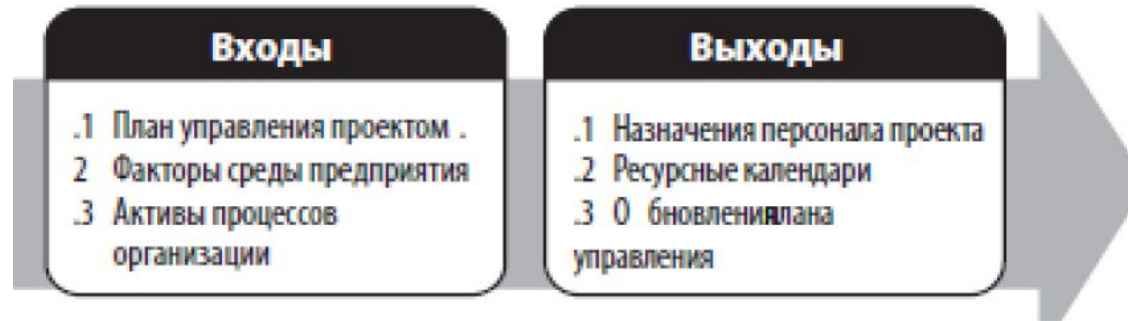 Входы
.1 План управления проектом .
2 Факторы среды предприятия
.3 Активы процессов
организации
Выходы
.1 Назначения персонала проекта
.2 Ресурсные календари
.3 О бновленияплана
управления